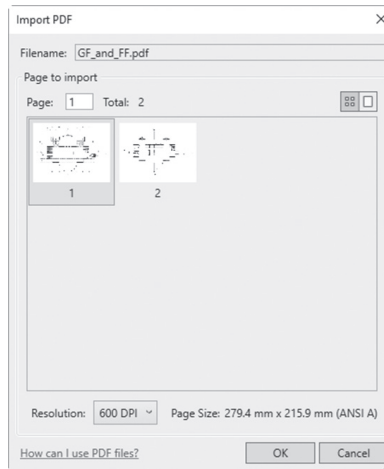 Import PDF
Filename: GF_and_FF.pdf
Page to import
Page: 1 Total: 2
1 2
Resolution: 600 DPI Page Size: 279.4 mm x 215.9 mm (ANSI A)
How can I use PDF files? OK Cancel